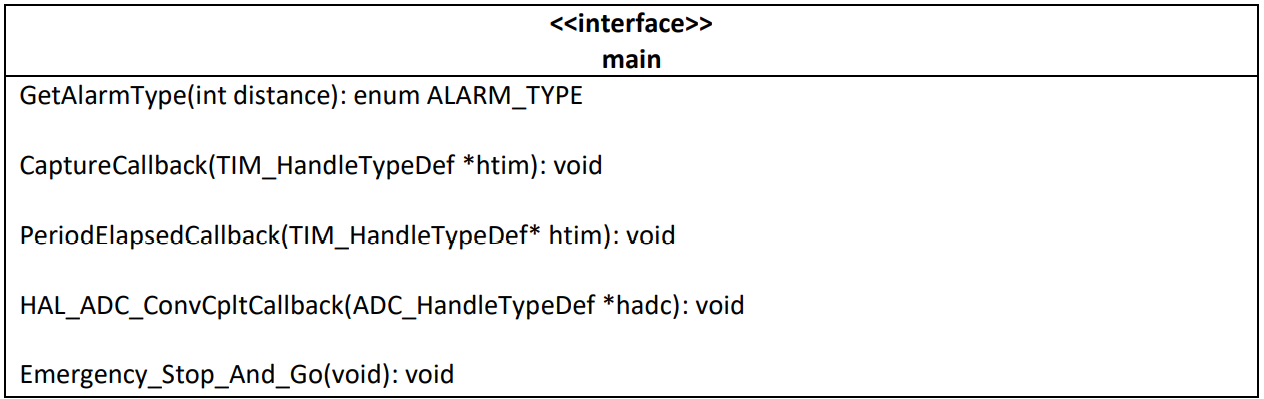 <<interface>>
main
GetAlarmType(int distance): enum ALARM_TYPE
CaptureCallback(TIM_HandleTypeDef *htim): void
PeriodElapsedCallback(TIM_HandleTypeDef* htim): void
HAL_ADC_ConvCpltCallback(ADC_HandleTypeDef *hadc): void
Emergency_Stop_And_Go(void): void